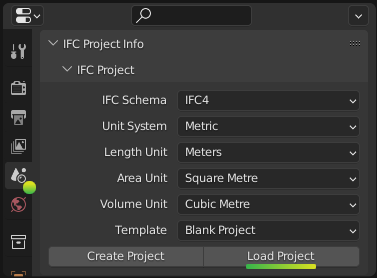 IFC Project Info
IFC Project
IFC Schema IFC4
Unit System Metric
Length Unit Meters
Area Unit Square Metre
Volume Unit Cubic Metre
Template Blank Project
Create Project Load Project